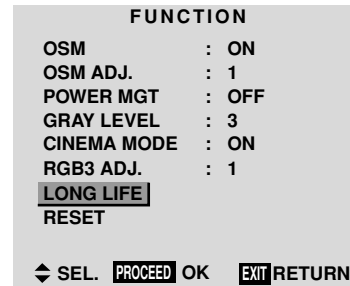 FUNCTION
OSM : ON
OSM ADJ. : 1
POWER MGT : OFF
GRAY LEVEL : 3
CINEMA MODE : ON
RGB3 ADJ. : 1
LONG LIFE
RESET
SEL. PROCEED OK EXIT RETURN